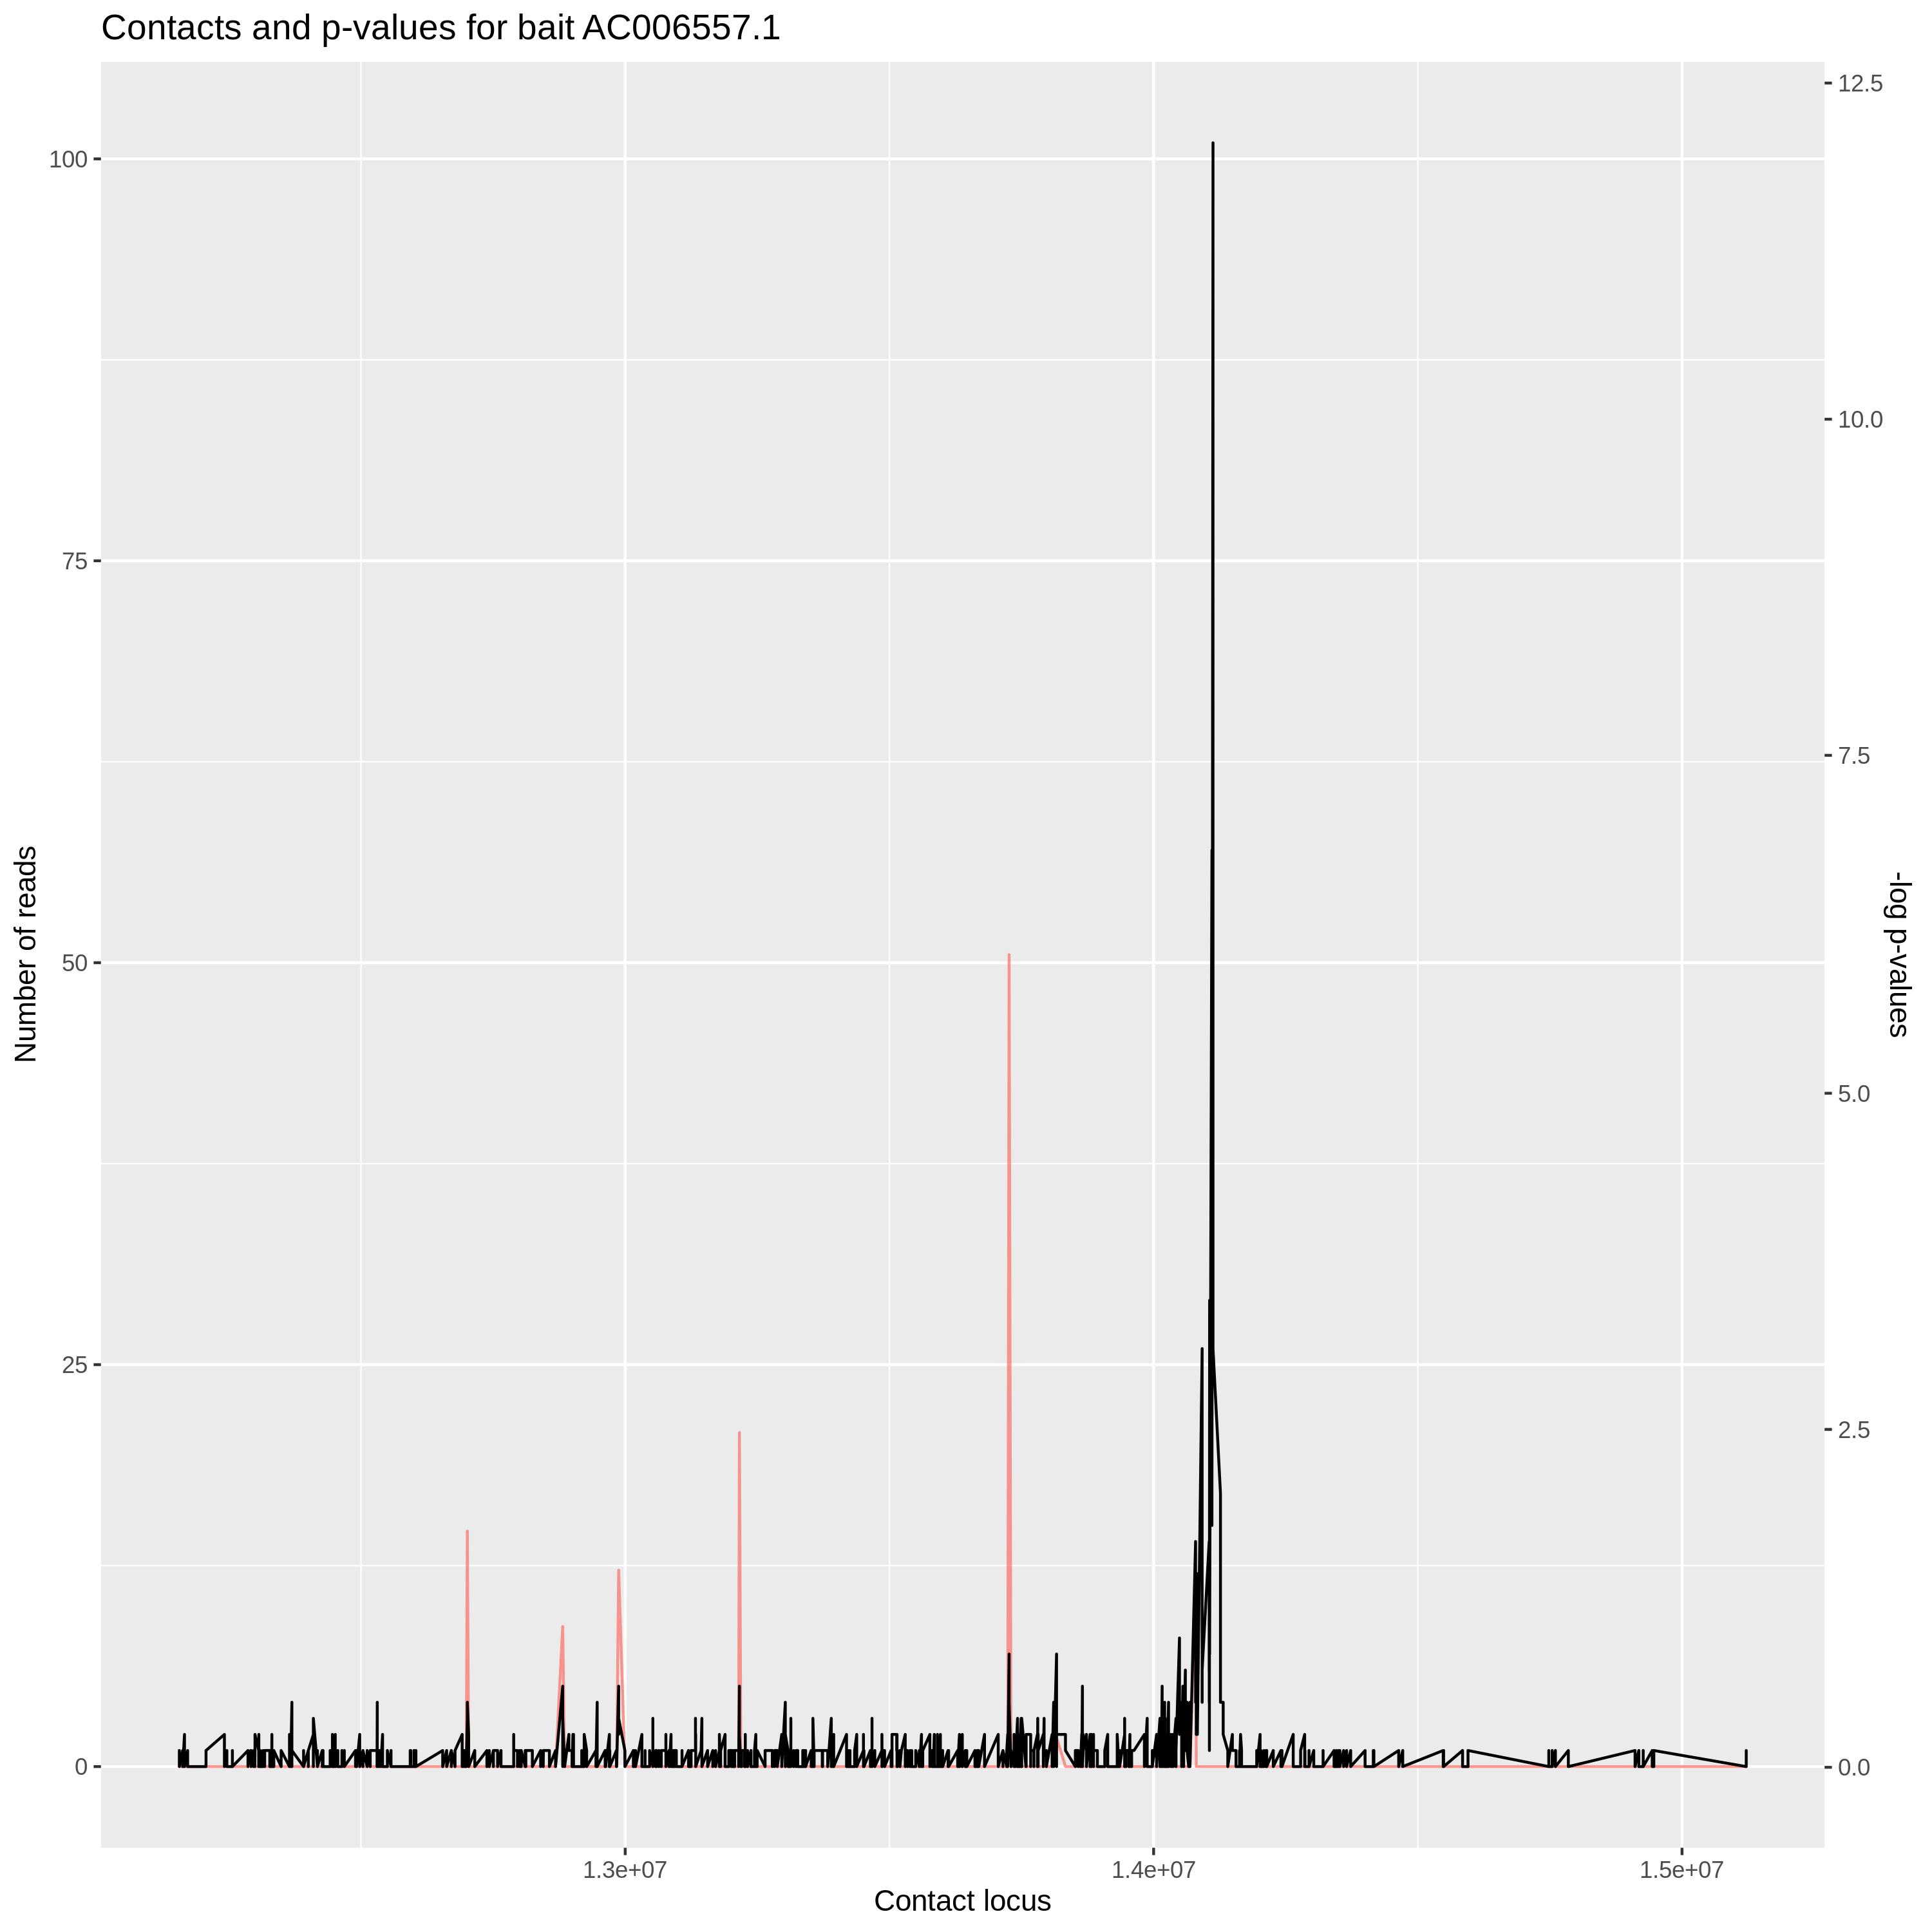 Contacts and p-values for bait AC006557.1
12.5
100
10.0
75
7.5
Number of reads
-log p-values
50
5.0
25
2.5
0
0.0
1.3e+07
1.4e+07
1.5e+07
Contact locus